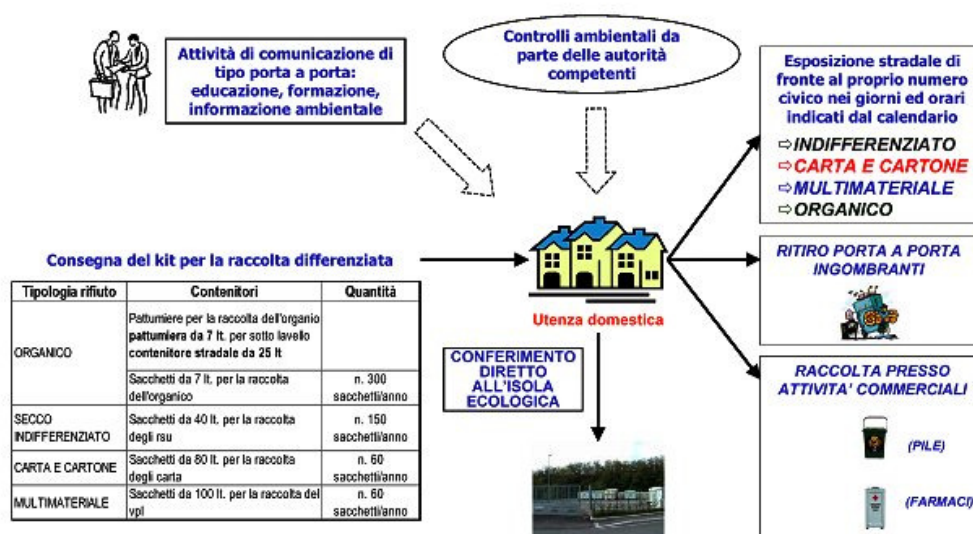 Attività di comunicazione di
tipo porta a porta:
educazione, formazione,
informazione ambientale
Controlli ambientali da
parte delle autorità
competenti
Esposizione stradale di
fronte al proprio numero
civico nei giorni ed orari
indicati dal calendario
⇨INDIFFERENZIATO
⇨CARTA E CARTONE
⇨MULTIMATERIALE
⇨ORGANICO
Consegna del kit per la raccolta differenziata
Tipologia rifiuto Contenitori Quantità
ORGANICO
Pattumiere per la raccolta dell'organio
pattumiera da 7 lt. per sotto lavello
contenitore stradale da 25 lt
Sacchetti da 7 lt. per la raccolta
dell'organico
n. 300
sacchetti/anno
SECCO
INDIFFERENZIATO
Sacchetti da 40 lt. per la raccolta
degli rsu
n. 150
sacchetti/anno
CARTA E CARTONE
Sacchetti da 80 lt. per la raccolta
degli carta
n. 60
sacchetti/anno
MULTIMATERIALE
Sacchetti da 100 lt. per la raccolta del
vpl
n. 60
sacchetti/anno
Utenza domestica
CONFERIMENTO
DIRETTO
ALL'ISOLA
ECOLOGICA
RITIRO PORTA A PORTA
INGOMBRANTI
RACCOLTA PRESSO
ATTIVITA' COMMERCIALI
(PILE)
(FARMACI)